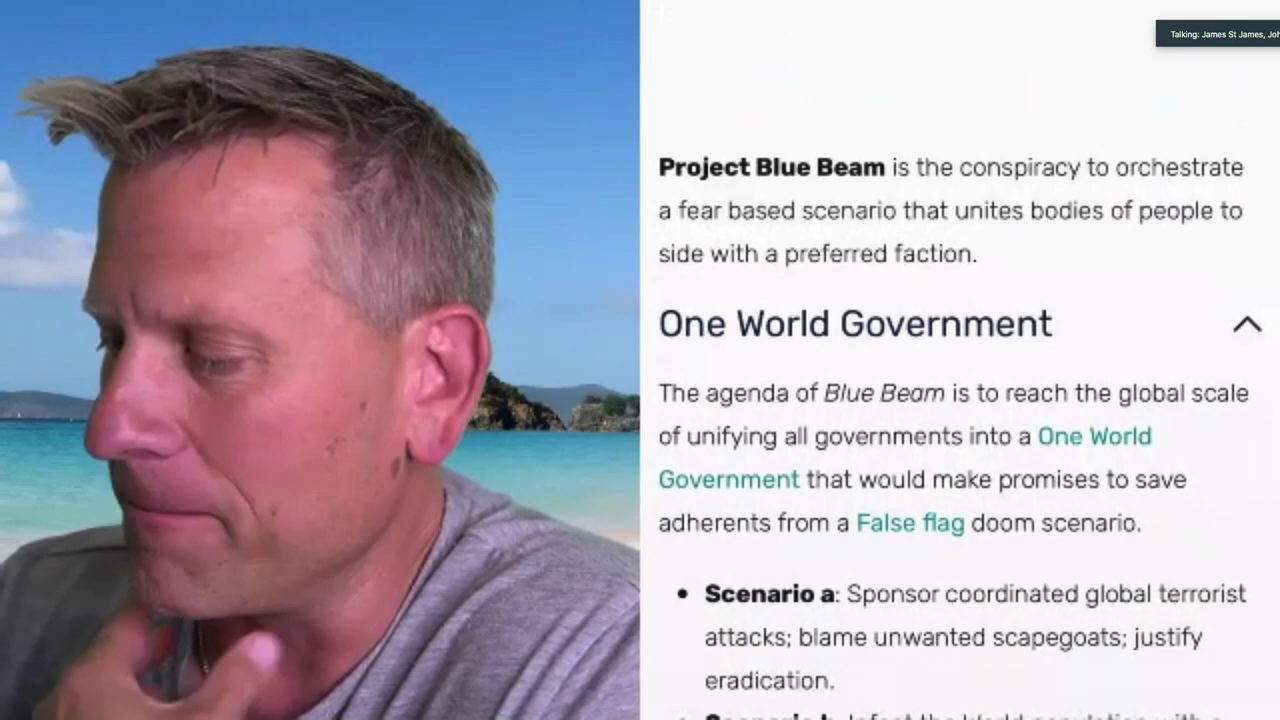 Talking: James St James,
Project Blue Beam is the conspiracy to orchestrate
a fear based scenario that unites bodies of people to
side with a preferred faction.
One World Government
The agenda of Blue Beam is to reach the global scale
of unifying all governments into a One World
Government that would make promises to save
adherents from a False flag doom scenario.
Scenario a: Sponsor coordinated global terrorist
attacks; blame unwanted scapegoats; justify
eradication.